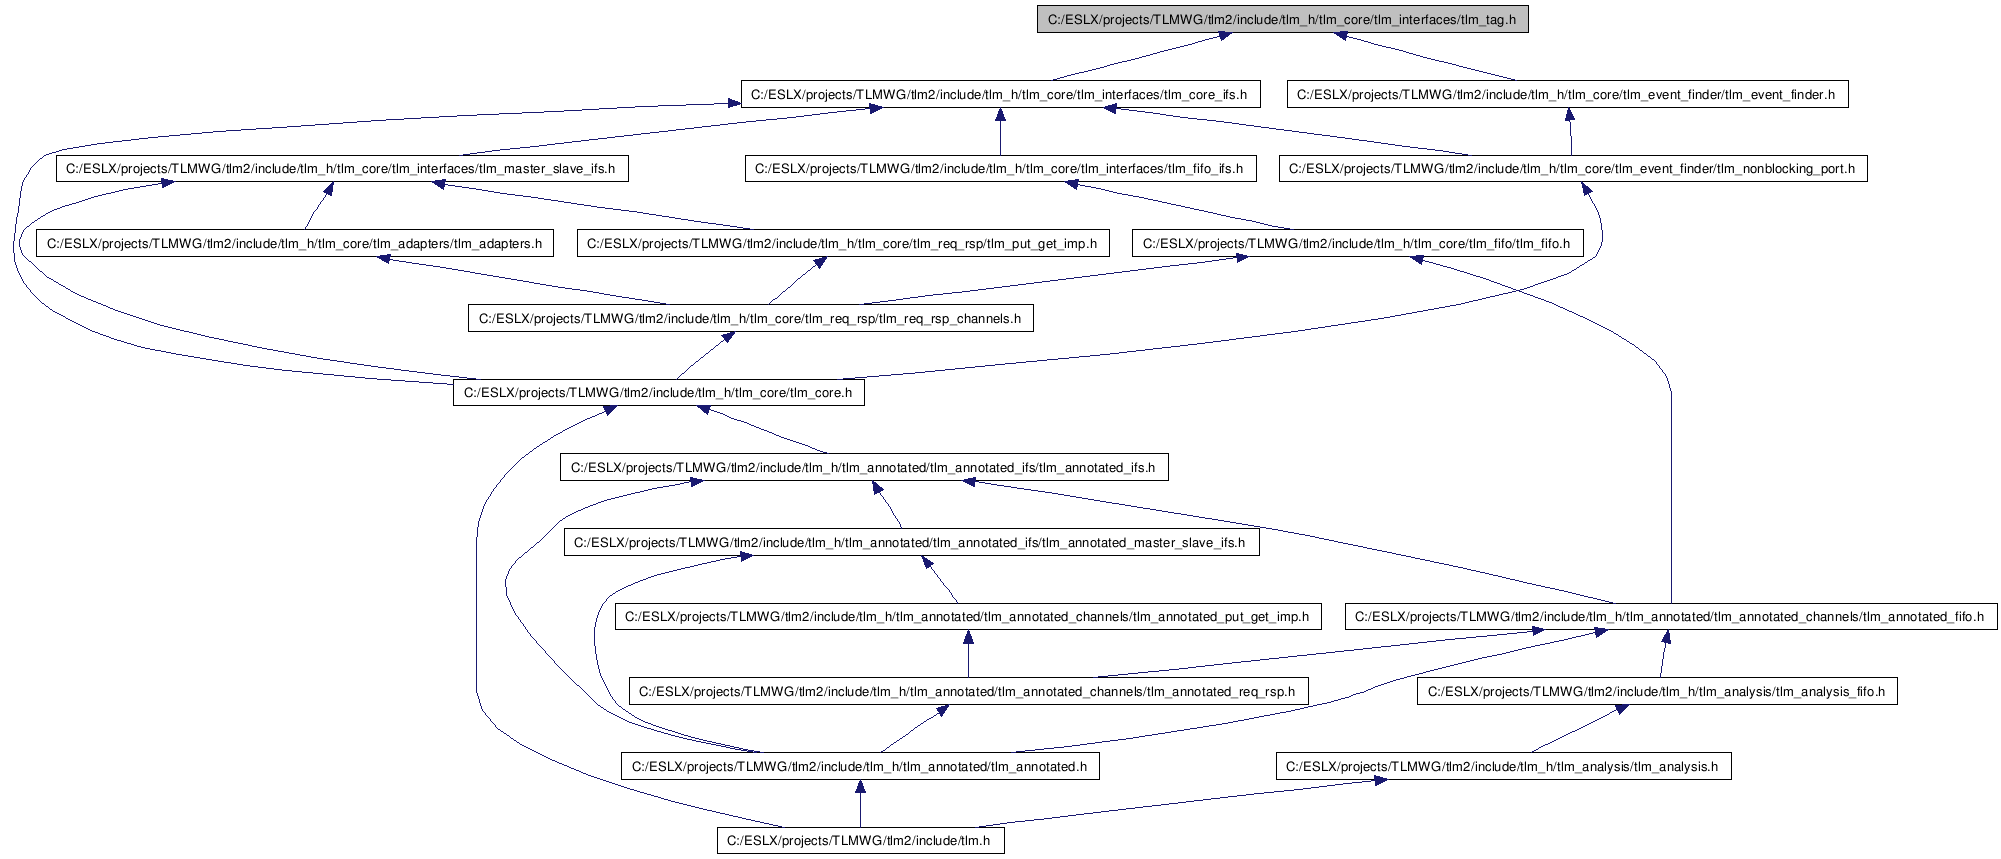 C:/ESLX/projects/TLMWG/tlm2/include/tlm_h/tlm_core/tlm_interfaces/tlm_tag.h
C:/ESLX/projects/TLMWG/tlm2/include/tlm_h/tlm_core/tlm_interfaces/tlm_core_ifs.h
C:/ESLX/projects/TLMWG/tlm2/include/tlm_h/tlm_core/tlm_event_finder/tlm_event_finder.h
C:/ESLX/projects/TLMWG/tlm2/include/tlm_h/tlm_core/tlm_interfaces/tlm_master_slave_ifs.h
C:/ESLX/projects/TLMWG/tlm2/include/tlm_h/tlm_core/tlm_interfaces/tlm_fifo_ifs.h
C:/ESLX/projects/TLMWG/tlm2/include/tlm_h/tlm_core/tlm_event_finder/tlm_nonblocking_port.h
C:/ESLX/projects/TLMWG/tlm2/include/tlm_h/tlm_core/tlm_adapters/tlm_adapters.h
C:/ESLX/projects/TLMWG/tlm2/include/tlm_h/tlm_core/tlm_req_rsp/tlm_put_get_imp.h
C:/ESLX/projects/TLMWG/tlm2/include/tlm_h/tlm_core/tlm_fifo/tlm_fifo.h
C:/ESLX/projects/TLMWG/tlm2/include/tlm_h/tlm_core/tlm_req_rsp/tlm_req_rsp_channels.h
C:/ESLX/projects/TLMWG/tlm2/include/tlm_h/tlm_core/tlm_core.h
C:/ESLX/projects/TLMWG/tlm2/include/tlm_h/tlm_annotated/tlm_annotated_ifs/tlm_annotated_ifs.h
C:/ESLX/projects/TLMWG/tlm2/include/tlm_h/tlm_annotated/tlm_annotated_ifs/tlm_annotated_master_slave_ifs.h
C:/ESLX/projects/TLMWG/tlm2/include/tlm_h/tlm_annotated/tlm_annotated_channels/tlm_annotated_put_get_imp.h
C:/ESLX/projects/TLMWG/tlm2/include/tlm_h/tlm_annotated/tlm_annotated_channels/tlm_annotated_fifo.h
C:/ESLX/projects/TLMWG/tlm2/include/tlm_h/tlm_annotated/tlm_annotated_channels/tlm_annotated_req_rsp.h
C:/ESLX/projects/TLMWG/tlm2/include/tlm_h/tlm_analysis/tlm_analysis_fifo.h
C:/ESLX/projects/TLMWG/tlm2/include/tlm_h/tlm_annotated/tlm_annotated.h
C:/ESLX/projects/TLMWG/tlm2/include/tlm_h/tlm_analysis/tlm_analysis.h
C:/ESLX/projects/TLMWG/tlm2/include/tlm.h